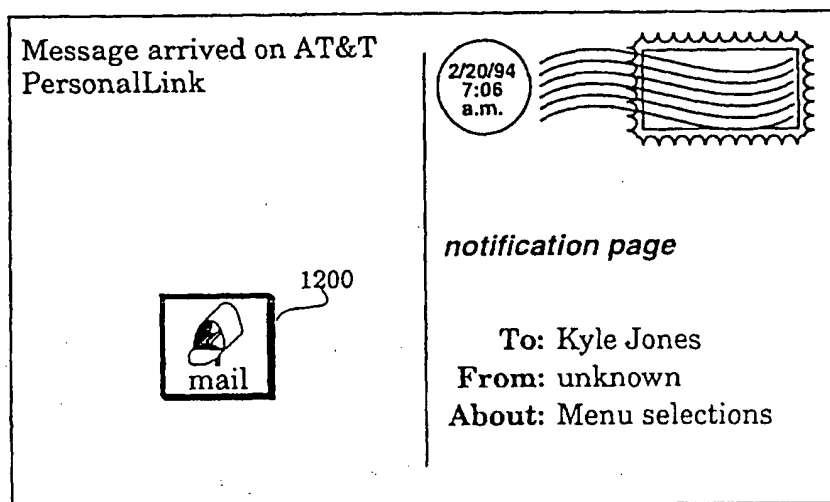 Message arrived on AT&T
PersonalLink
2/20/94
7:06
a.m.
notification page
1200
mail
To: Kyle Jones
From: unknown
About: Menu selections